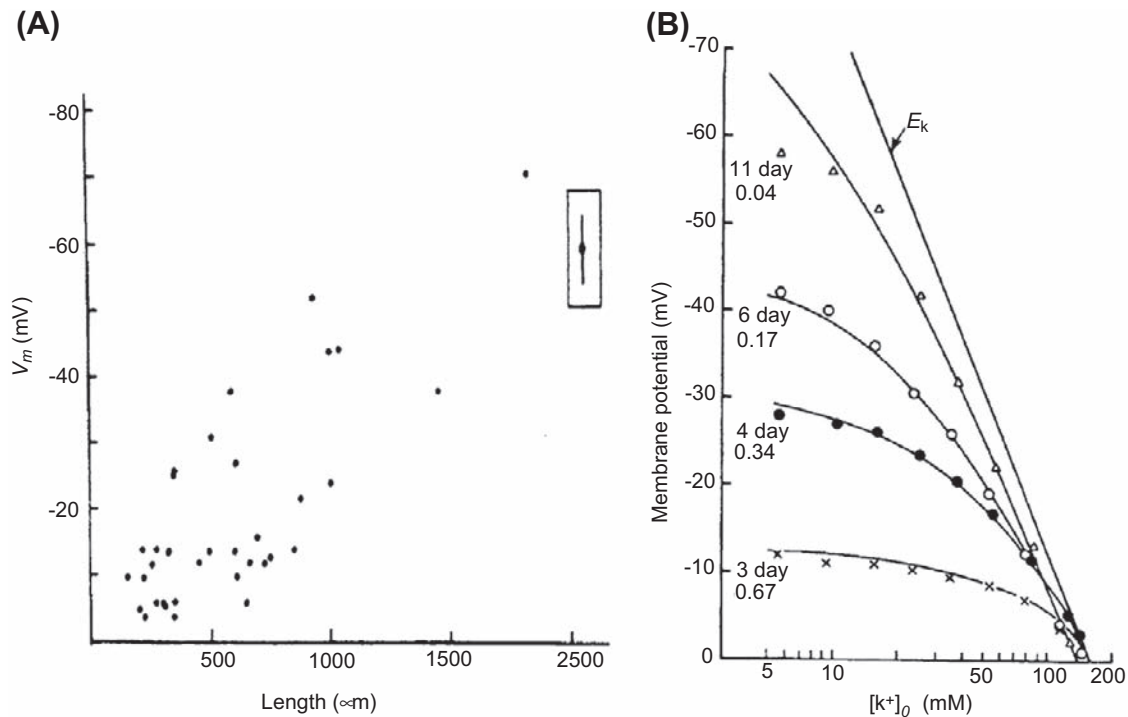 (A)
-80
-60
-40
-20
V_m (mV)
500 1000 1500 2500
Length (∝m)
(B)
-70
-60
-50
-40
-30
-20
-10
0
Membrane potential (mV)
E_k
11 day
0.04
6 day
0.17
4 day
0.34
3 day
0.67
5 10 50 100 200
[k⁺]₀ (mM)